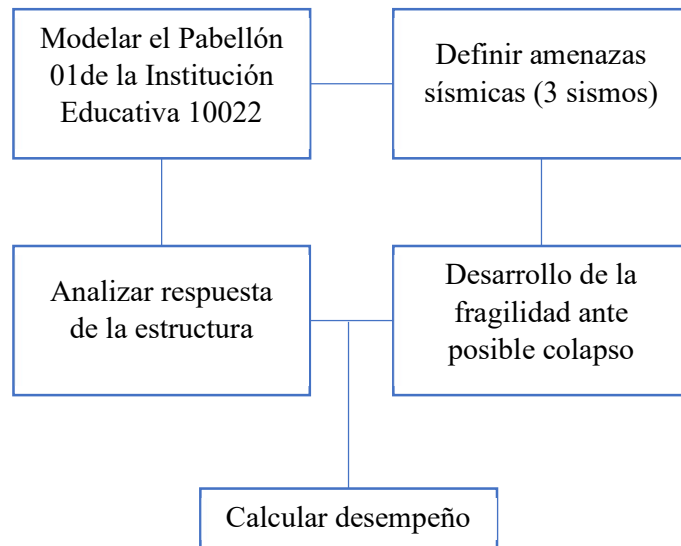 Modelar el Pabellón
01de la Institución
Educativa 10022
Definir amenazas
sísmicas (3 sismos)
Analizar respuesta
de la estructura
Desarrollo de la
fragilidad ante
posible colapso
Calcular desempeño